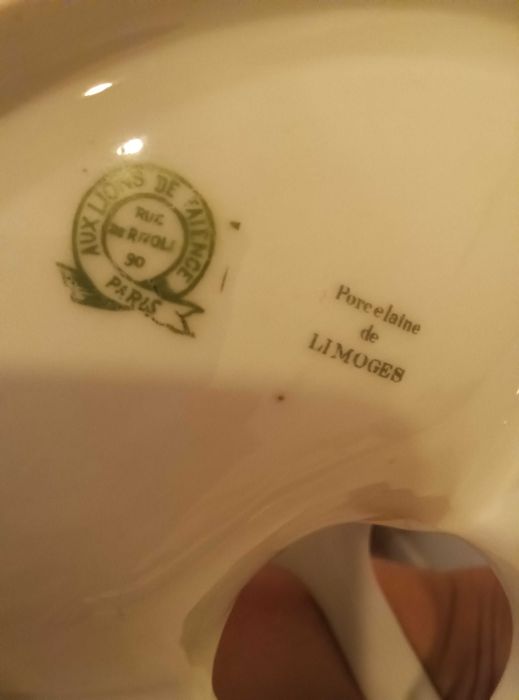 AUX LIONS DE FAIENCE
RUE
DE RIVOLI
90
PARIS
Porcelaine
de
LIMOGES